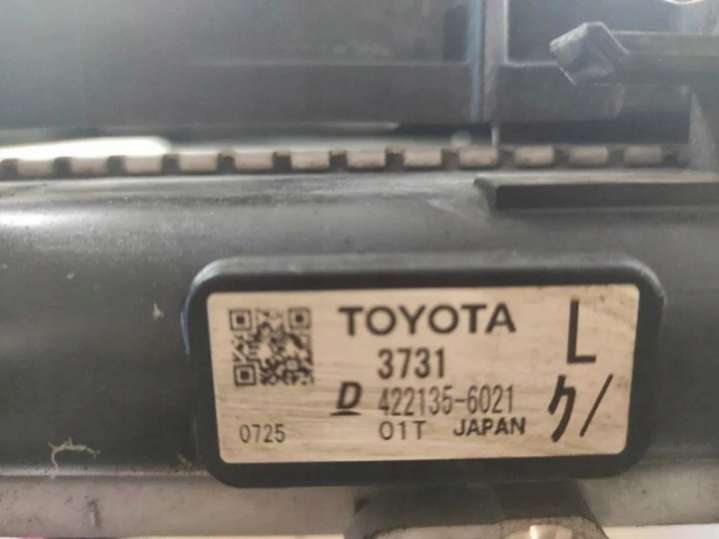 TOYOTA
3731 L
D 422135-6021 ク/
0725 01T JAPAN